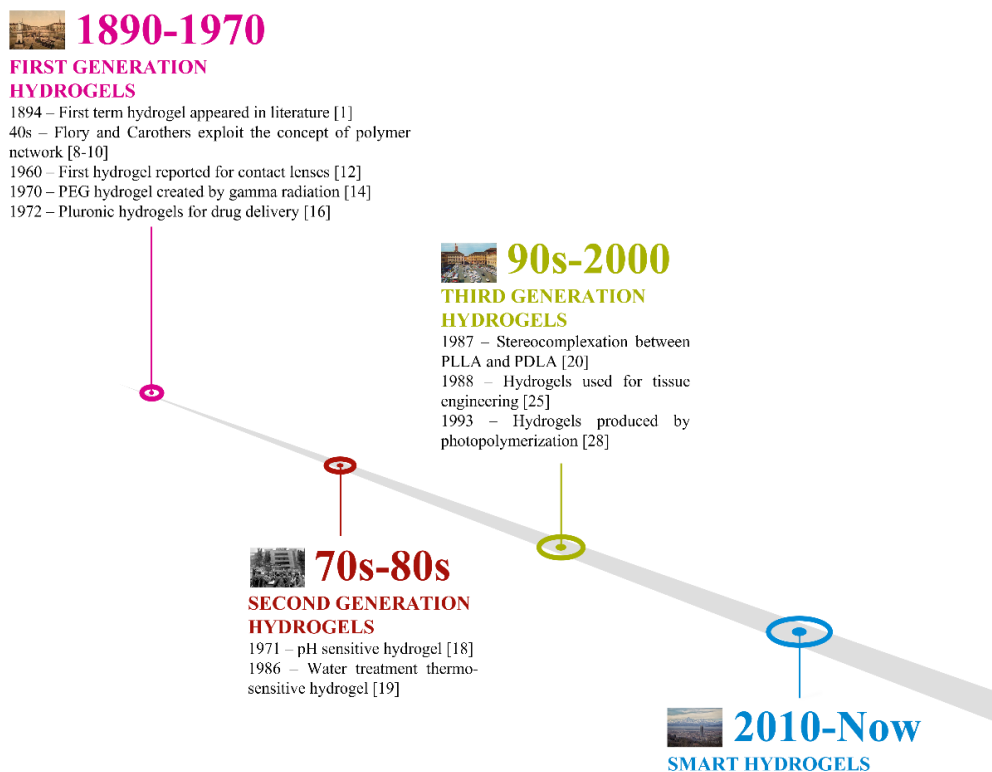 1890-1970
FIRST GENERATION
HYDROGELS
1894 – First term hydrogel appeared in literature [1]
40s – Flory and Carothers exploit the concept of polymer
network [8-10]
1960 – First hydrogel reported for contact lenses [12]
1970 – PEG hydrogel created by gamma radiation [14]
1972 – Pluronic hydrogels for drug delivery [16]
90s-2000
THIRD GENERATION
HYDROGELS
1987 – Stereocomplexation between
PLLA and PDLA [20]
1988 – Hydrogels used for tissue
engineering [25]
1993 – Hydrogels produced by
photopolymerization [28]
70s-80s
SECOND GENERATION
HYDROGELS
1971 – pH sensitive hydrogel [18]
1986 – Water treatment thermo-
sensitive hydrogel [19]
2010-Now
SMART HYDROGELS